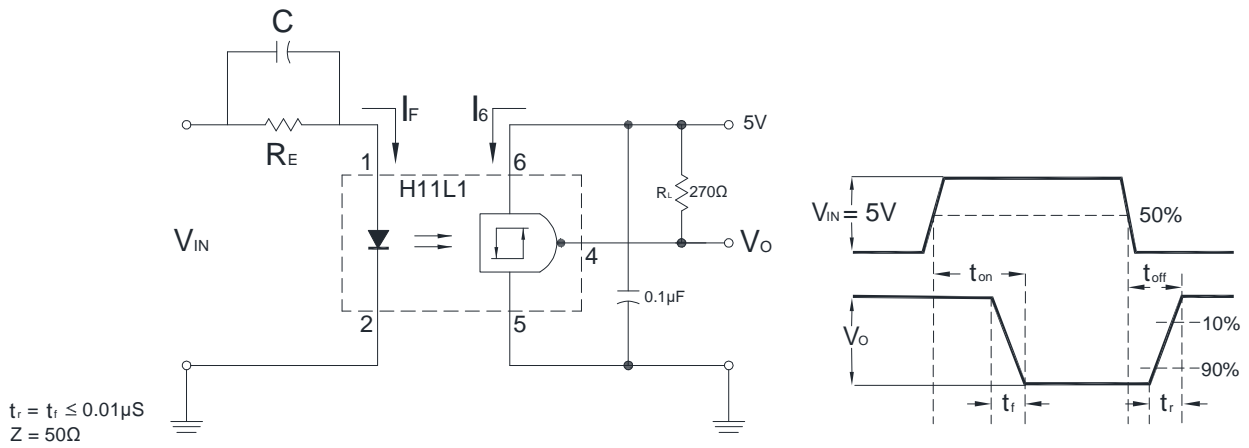 C
I_F
I_6
5V
R_E
1
6
H11L1
R_L 270Ω
V_IN
4
V_O
0.1μF
2
5
t_r = t_f ≤ 0.01μS
Z = 50Ω
V_IN = 5V
50%
t_on
t_off
V_O
10%
90%
t_f
t_r